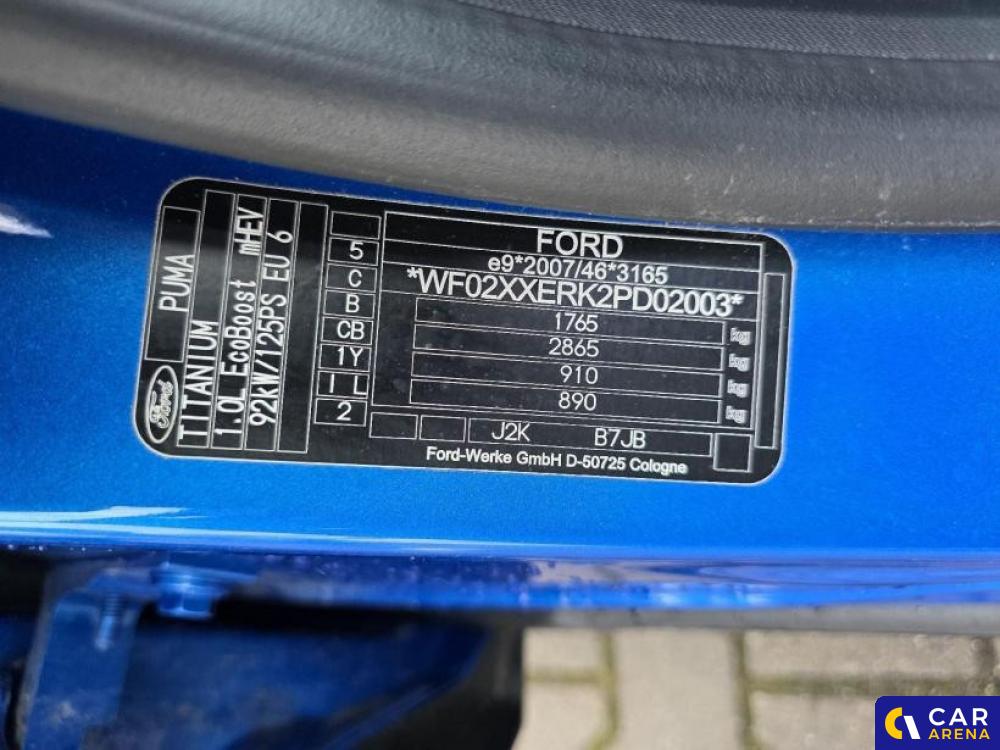 Ford
PUMA
TITANIUM
1.0L EcoBoost mHEV
92kW/125PS EU 6
5
C
B
CB
1Y
I L
2
FORD
e9*2007/46*3165
*WF02XXERK2PD02003*
1765 kg
2865 kg
910 kg
890 kg
J2K B7JB
Ford-Werke GmbH D-50725 Cologne
CAR
ARENA